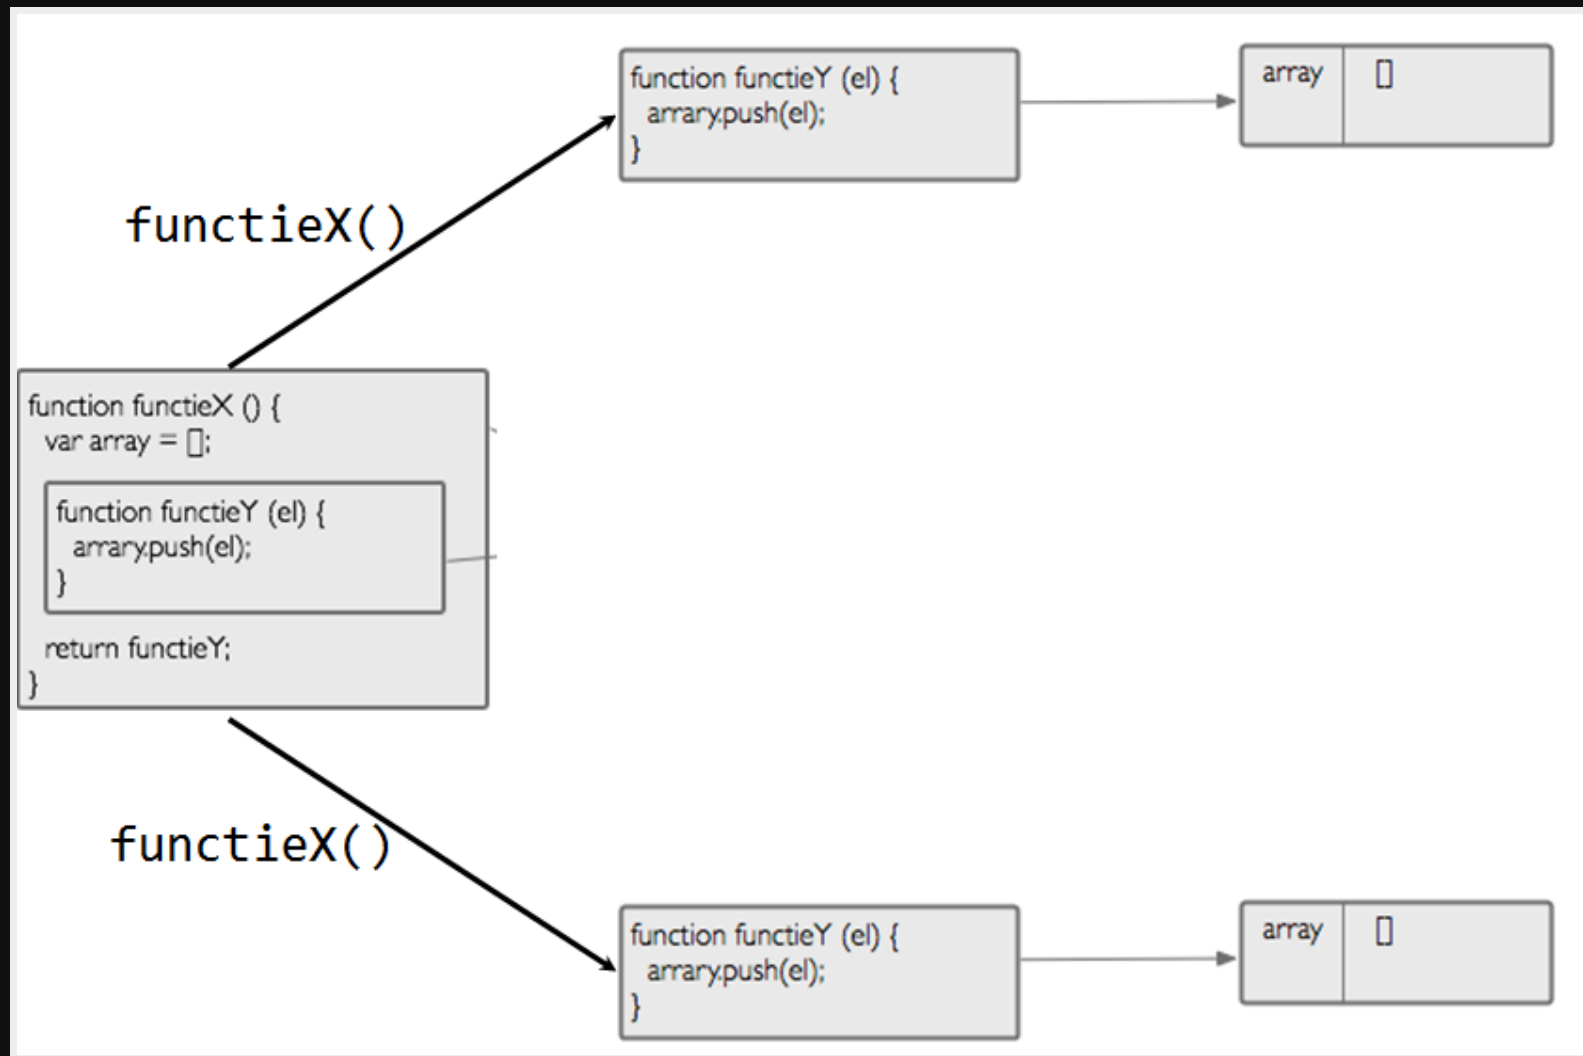 function functieY (el) {
arrary.push(el);
}
array []
functieX()
function functieX () {
var array = [];
function functieY (el) {
arrary.push(el);
}
return functieY;
}
functieX()
function functieY (el) {
arrary.push(el);
}
array []